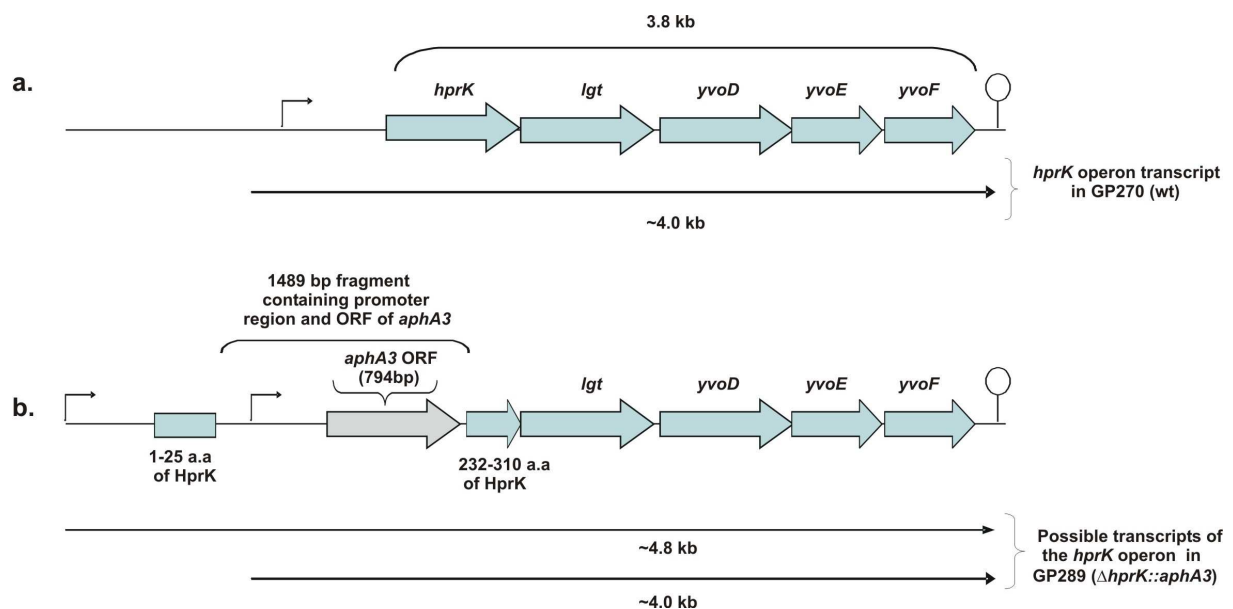 3.8 kb
a.
hprK
lgt
yvoD
yvoE
yvoF
hprK operon transcript
in GP270 (wt)
~4.0 kb
1489 bp fragment
containing promoter
region and ORF of aphA3
aphA3 ORF
(794bp)
b.
lgt
yvoD
yvoE
yvoF
1-25 a.a
of HprK
232-310 a.a
of HprK
~4.8 kb
~4.0 kb
Possible transcripts of
the hprK operon in
GP289 (ΔhprK::aphA3)